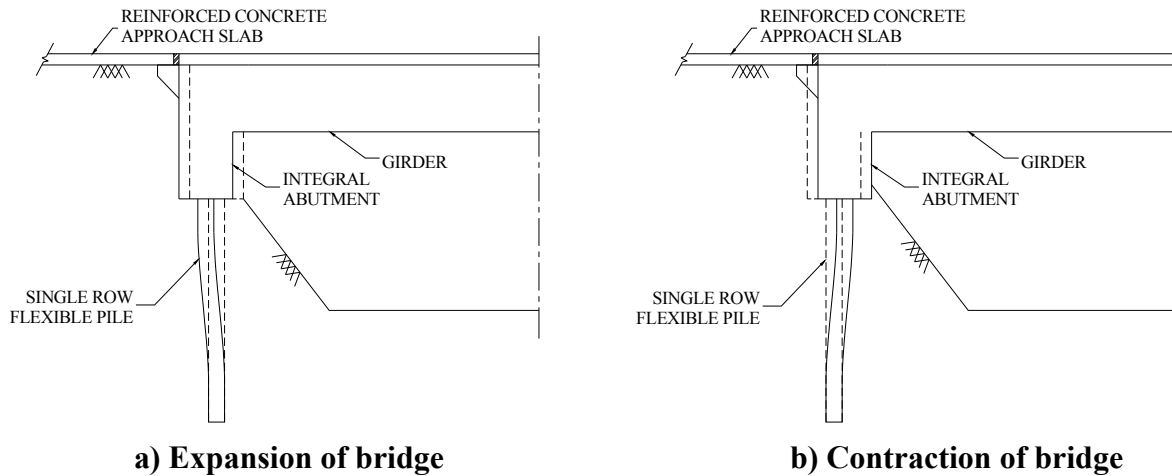 REINFORCED CONCRETE
APPROACH SLAB
GIRDER
INTEGRAL
ABUTMENT
SINGLE ROW
FLEXIBLE PILE
a) Expansion of bridge
REINFORCED CONCRETE
APPROACH SLAB
GIRDER
INTEGRAL
ABUTMENT
SINGLE ROW
FLEXIBLE PILE
b) Contraction of bridge